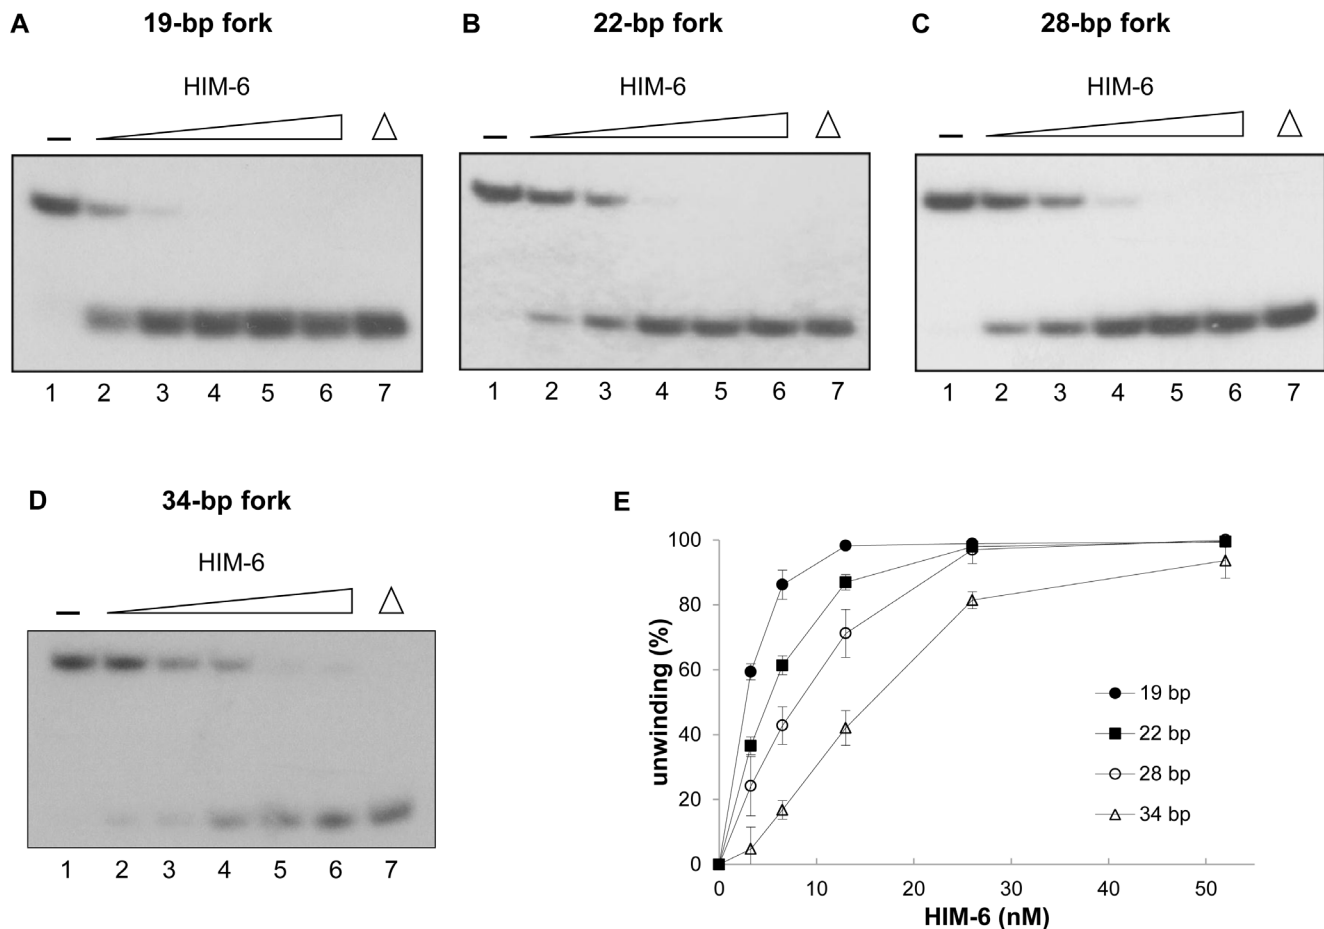 A 19-bp fork
HIM-6
1 2 3 4 5 6 7
B 22-bp fork
HIM-6
1 2 3 4 5 6 7
C 28-bp fork
HIM-6
1 2 3 4 5 6 7
D 34-bp fork
HIM-6
1 2 3 4 5 6 7
E
unwinding (%)
100
80
60
40
20
0
0 10 20 30 40 50
HIM-6 (nM)
19 bp
22 bp
28 bp
34 bp